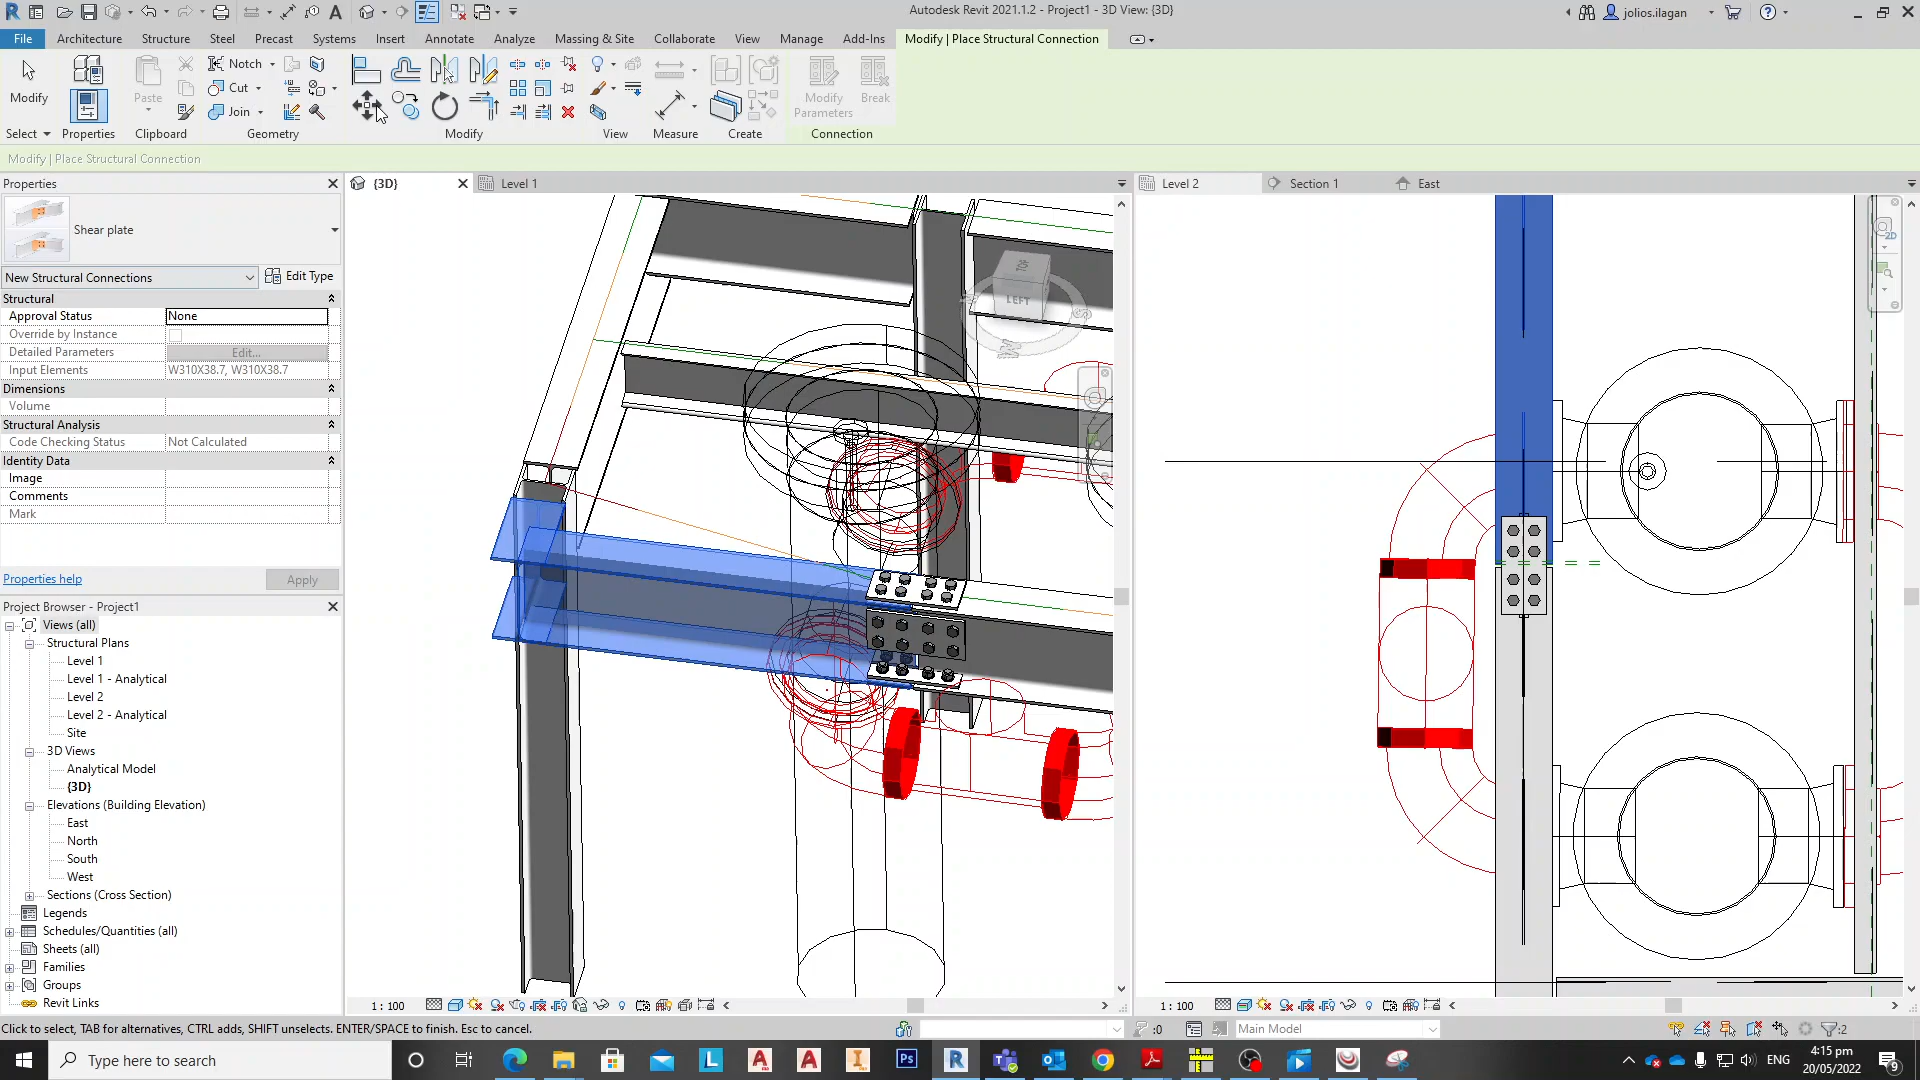 Autodesk Revit 2021.1.2 - Project1 - 3D View: {3D}
jolios.ilagan
File Architecture Structure Steel Precast Systems Insert Annotate Analyze Massing & Site Collaborate View Manage Add-Ins Modify | Place Structural Connection
Modify
Paste
Notch
Cut
Join
Modify Parameters
Break
Select Properties Clipboard Geometry Modify View Measure Create Connection
Modify | Place Structural Connection
Properties
{3D}
Level 1
Level 2
Section 1
East
Shear plate
New Structural Connections
Edit Type
Structural
Approval Status None
Override by Instance
Detailed Parameters Edit...
Input Elements W310X38.7, W310X38.7
Dimensions
Volume
Structural Analysis
Code Checking Status Not Calculated
Identity Data
Image
Comments
Mark
Properties help
Apply
TOP
LEFT
2D
Project Browser - Project1
Views (all)
Structural Plans
Level 1
Level 1 - Analytical
Level 2
Level 2 - Analytical
Site
3D Views
Analytical Model
{3D}
Elevations (Building Elevation)
East
North
South
West
Sections (Cross Section)
Legends
Schedules/Quantities (all)
Sheets (all)
Families
Groups
Revit Links
1 : 100
1 : 100
Click to select, TAB for alternatives, CTRL adds, SHIFT unselects. ENTER/SPACE to finish. Esc to cancel.
:0
Main Model
:2
Type here to search
ENG
4:15 pm
20/05/2022
9